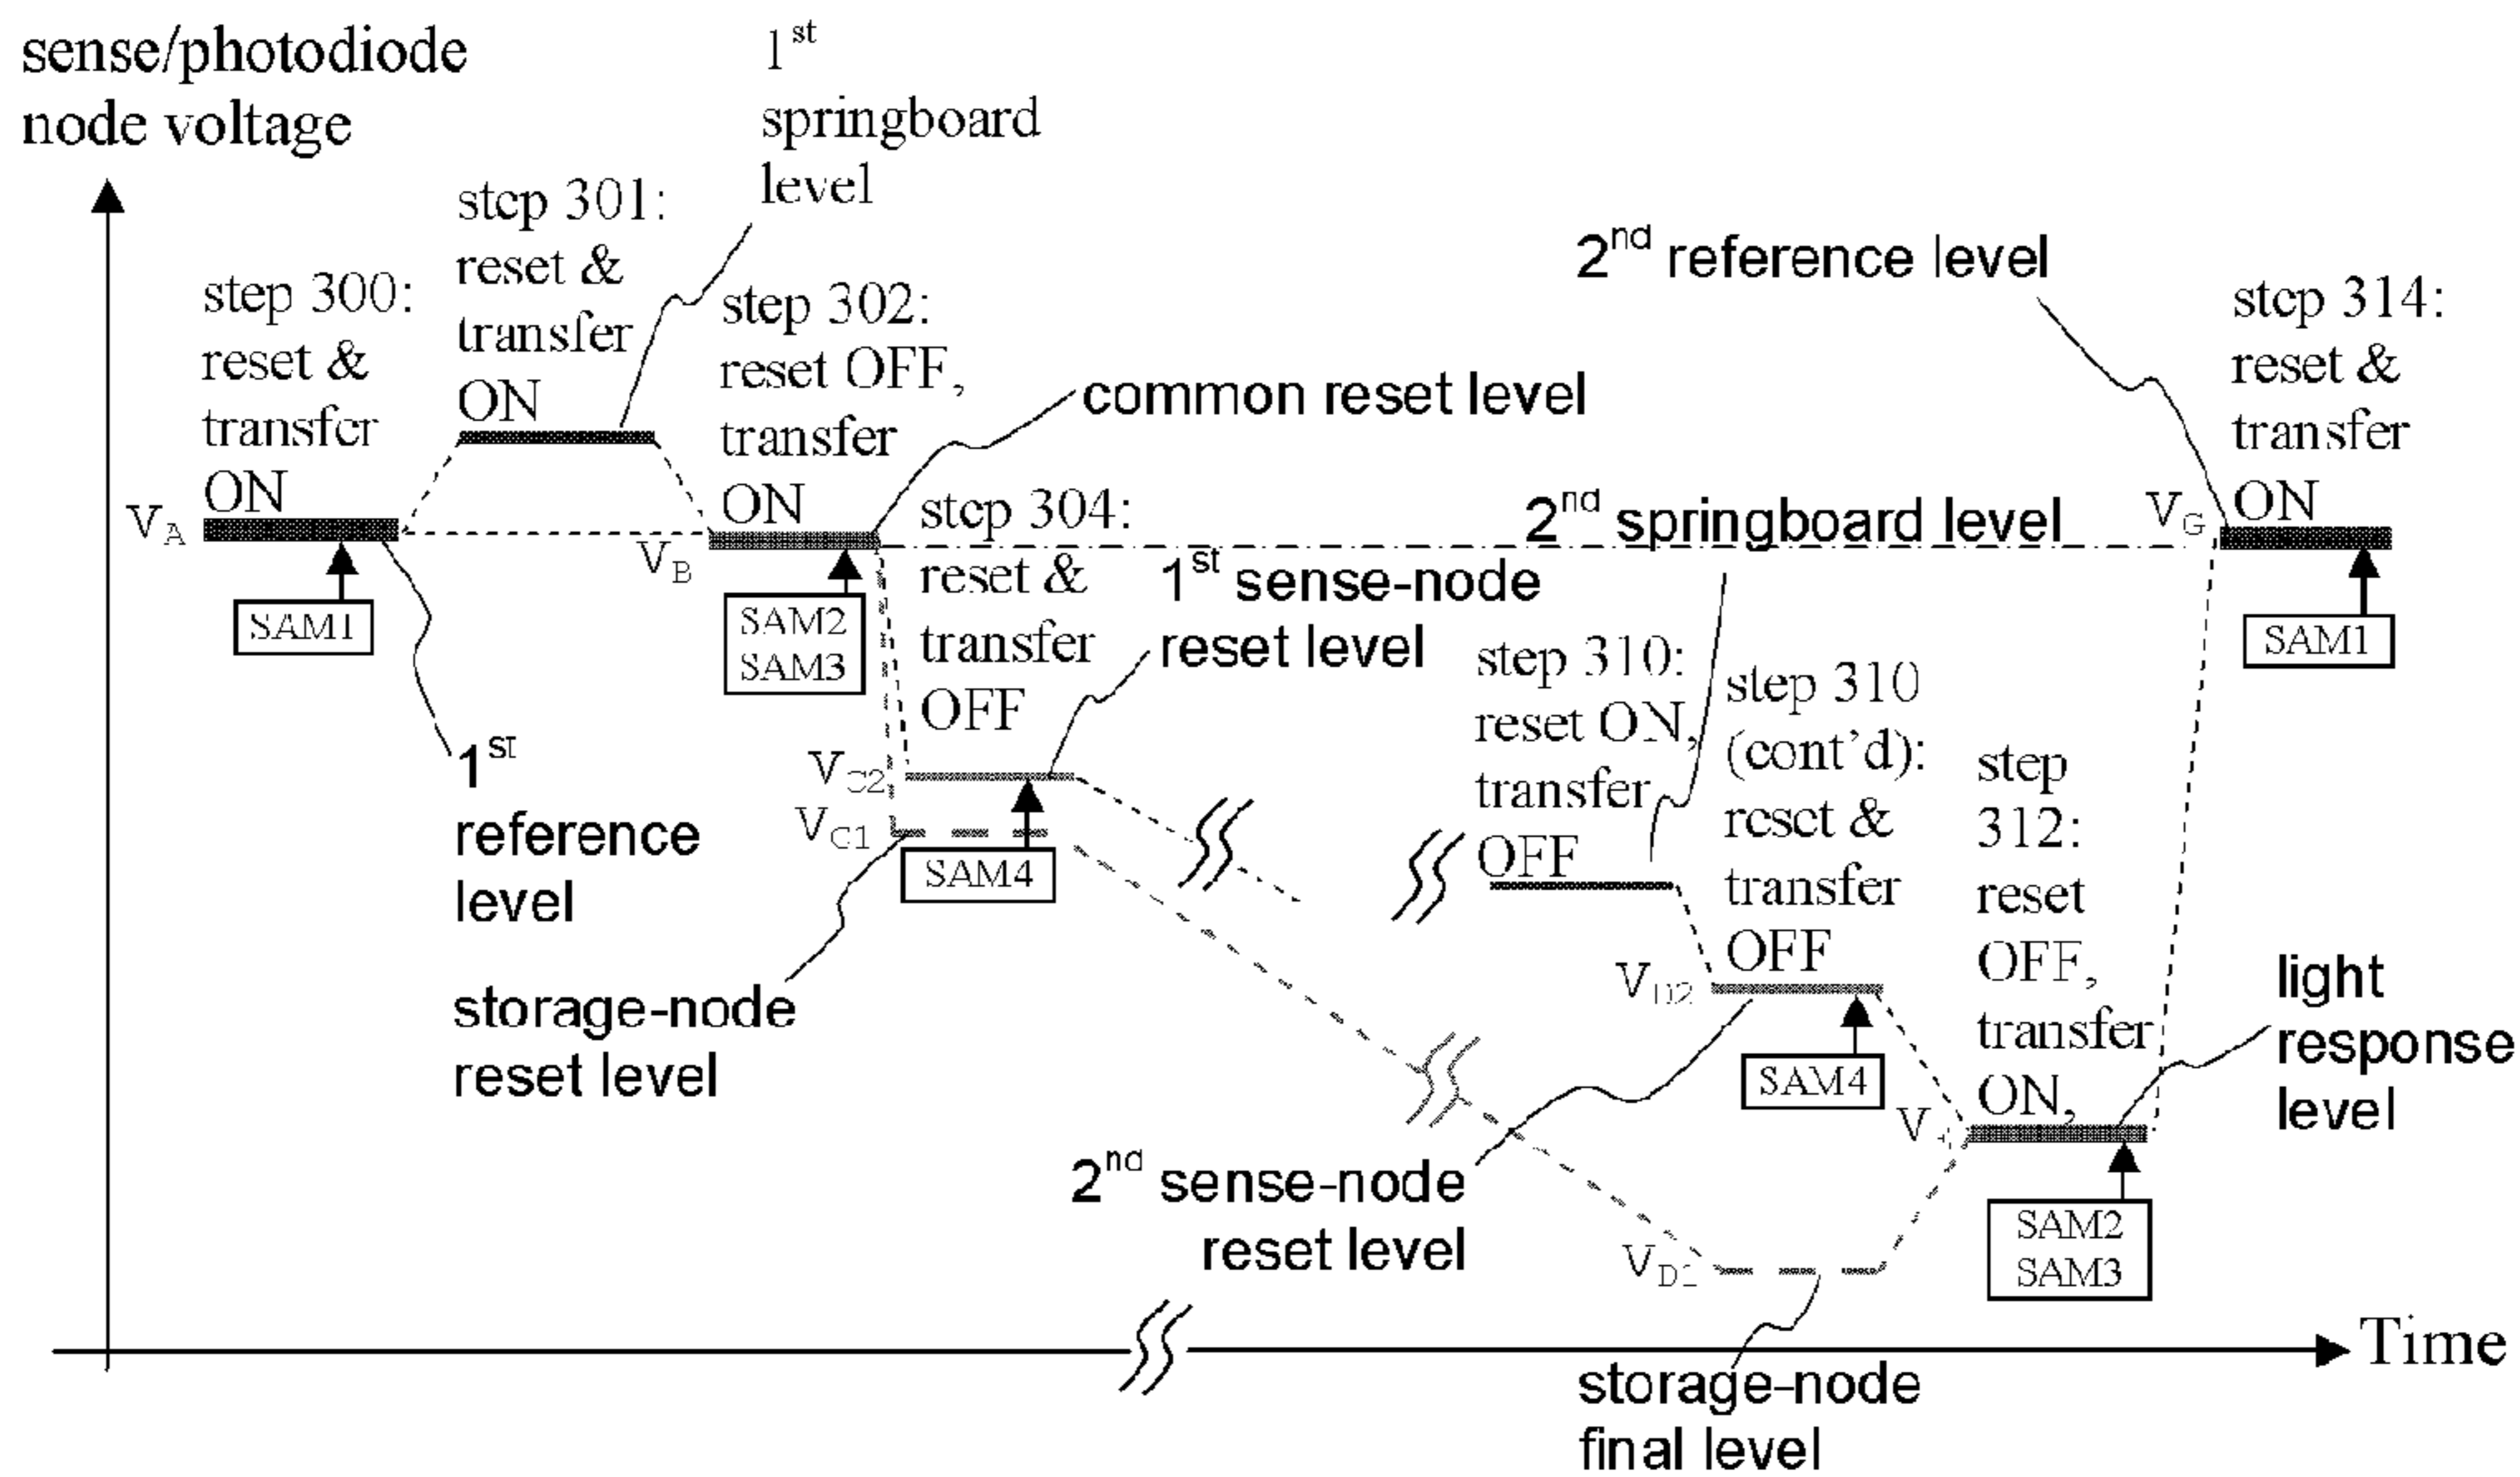 sense/photodiode
node voltage
1st
springboard
level
step 300:
reset &
transfer
ON
step 301:
reset &
transfer
ON
step 302:
reset OFF,
transfer
ON
common reset level
2nd reference level
step 314:
reset &
transfer
ON
VA
VB
VG
SAM1
SAM2
SAM3
step 304:
reset &
transfer
OFF
2nd springboard level
1st sense-node
reset level
SAM1
1st
reference
level
VC2
VC1
SAM4
storage-node
reset level
step 310:
reset ON,
transfer
OFF
step 310
(cont'd):
reset &
transfer
OFF
step
312:
reset
OFF,
transfer
ON,
VD2
SAM4
V
light
response
level
2nd sense-node
reset level
VD1
SAM2
SAM3
Time
storage-node
final level